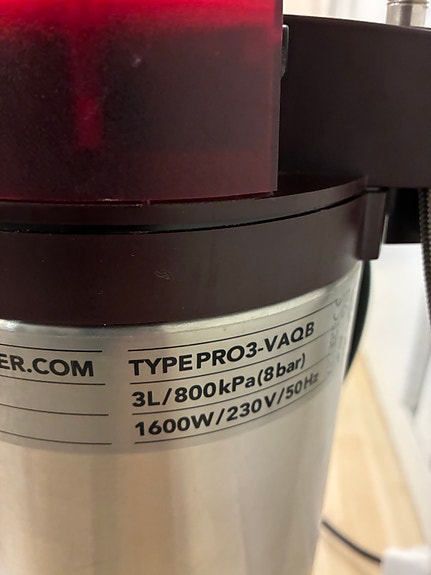 ER.COM
TYPE PRO3-VAQB
3L/800kPa(8bar)
1600W/230V/50Hz